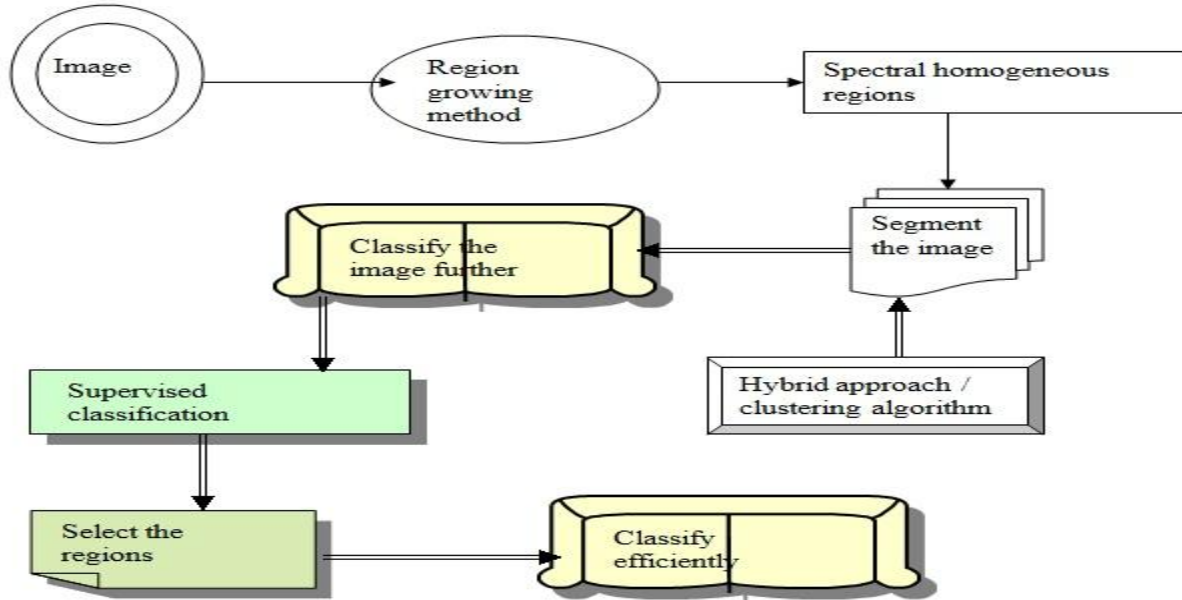 Image
Region
growing
method
Spectral homogeneous
regions
Segment
the image
Classify the
image further
Hybrid approach /
clustering algorithm
Supervised
classification
Select the
regions
Classify
efficiently